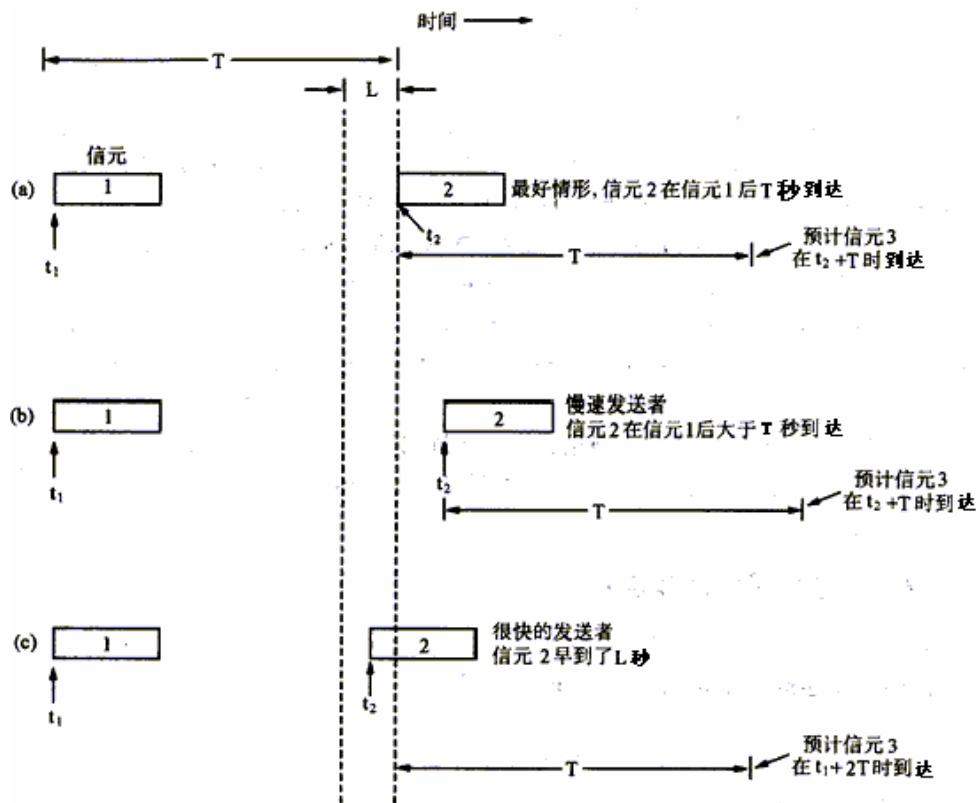 时间
T
L
信元
(a)
1
2
最好情形,信元2在信元1后T秒到达
t₁
t₂
T
预计信元3
在t₂+T时到达
(b)
1
2
慢速发送者
信元2在信元1后大于T秒到达
t₁
t₂
T
预计信元3
在t₂+T时到达
(c)
1
2
很快的发送者
信元2早到了L秒
t₁
t₂
T
预计信元3
在t₁+2T时到达